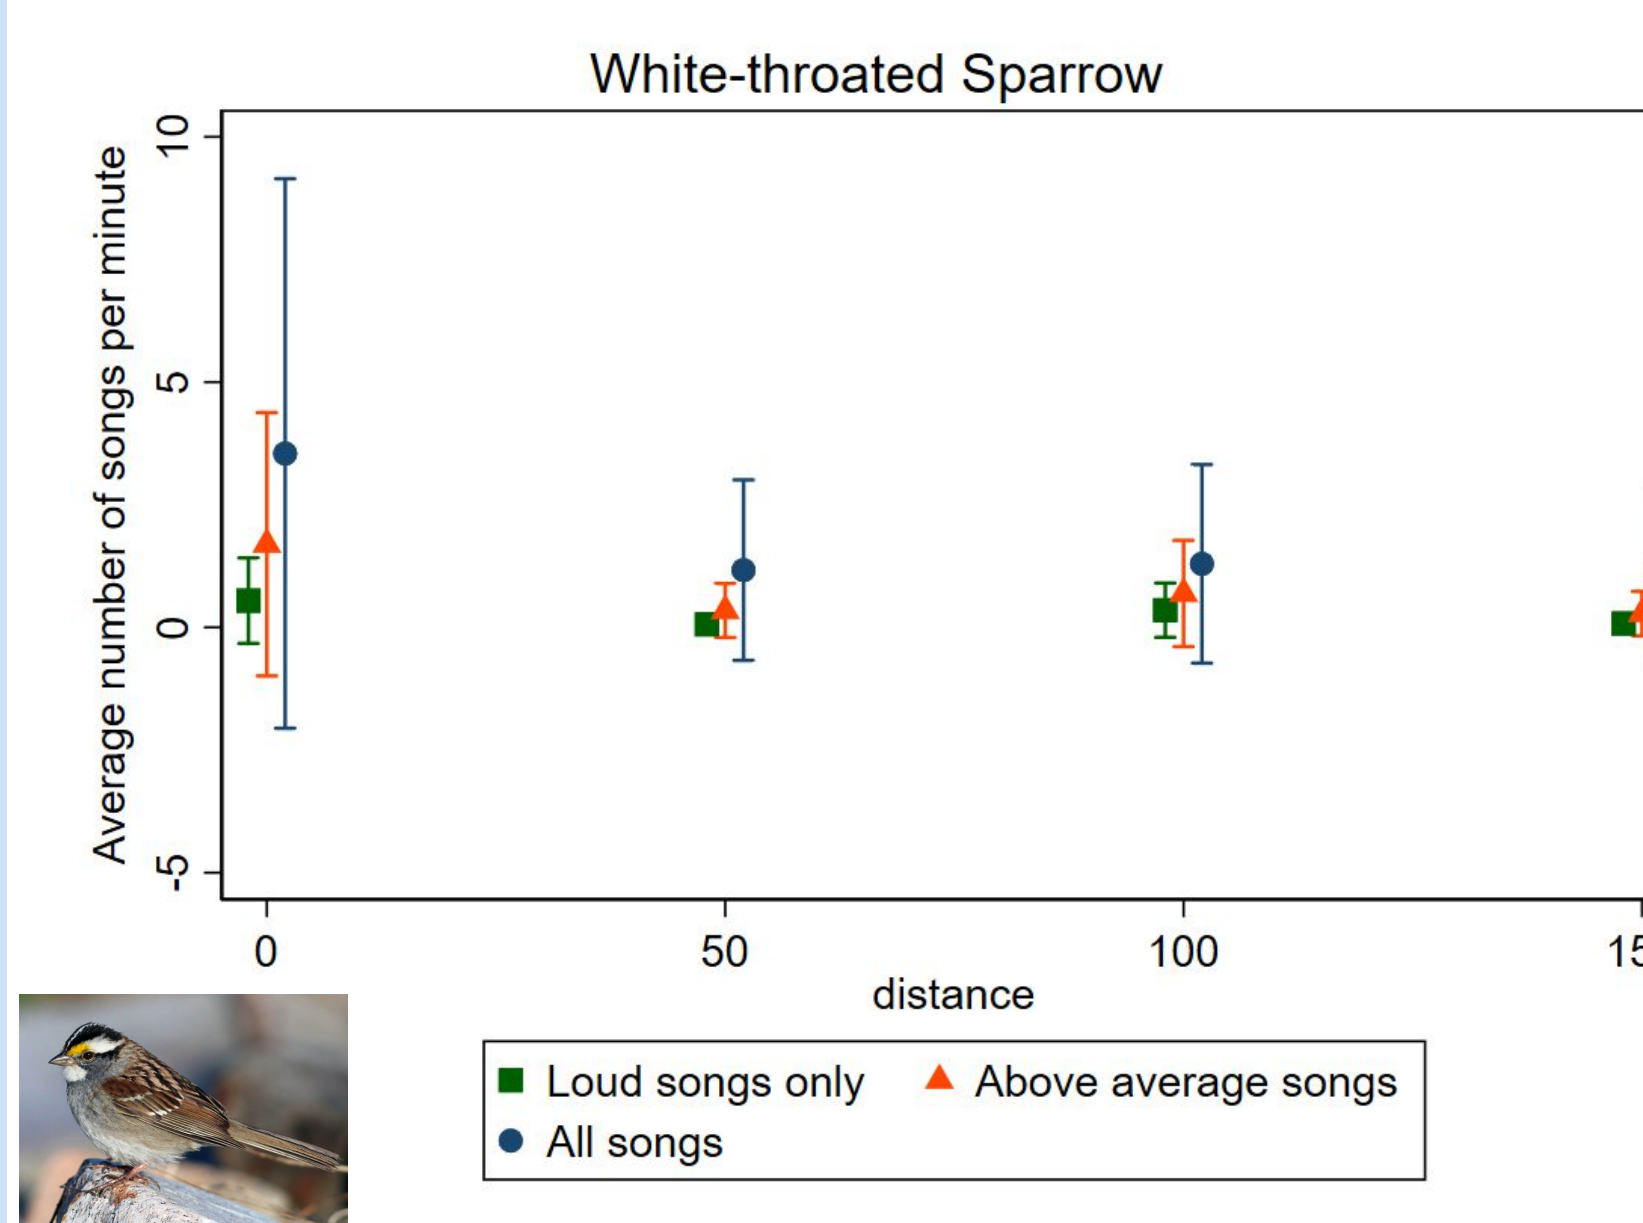 White-throated Sparrow
Average number of songs per minute
10
5
0
-5
0 50 100 15
distance
Loud songs only Above average songs
All songs